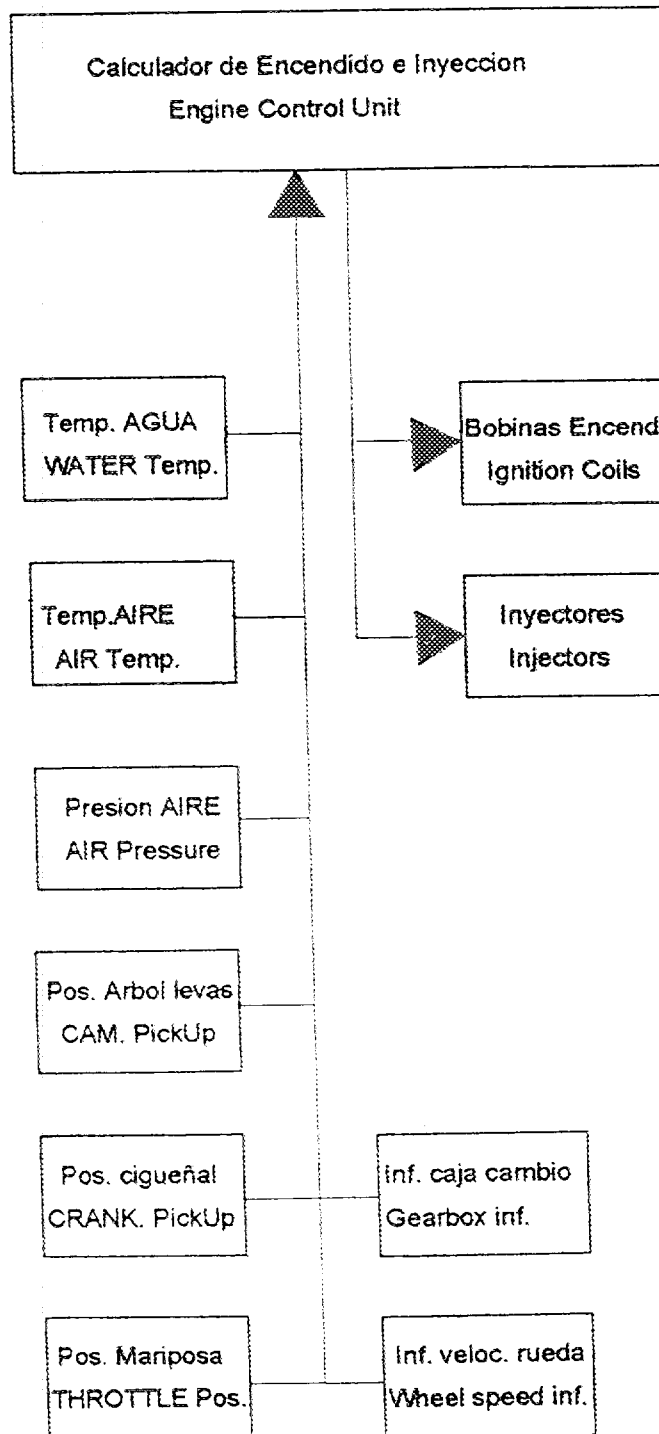 Calculador de Encendido e Inyeccion
Engine Control Unit
Temp. AGUA
WATER Temp.
Bobinas Encend
Ignition Coils
Temp.AIRE
AIR Temp.
Inyectores
Injectors
Presion AIRE
AIR Pressure
Pos. Arbol levas
CAM. PickUp
Pos. cigueñal
CRANK. PickUp
Inf. caja cambio
Gearbox inf.
Pos. Mariposa
THROTTLE Pos.
Inf. veloc. rueda
Wheel speed inf.